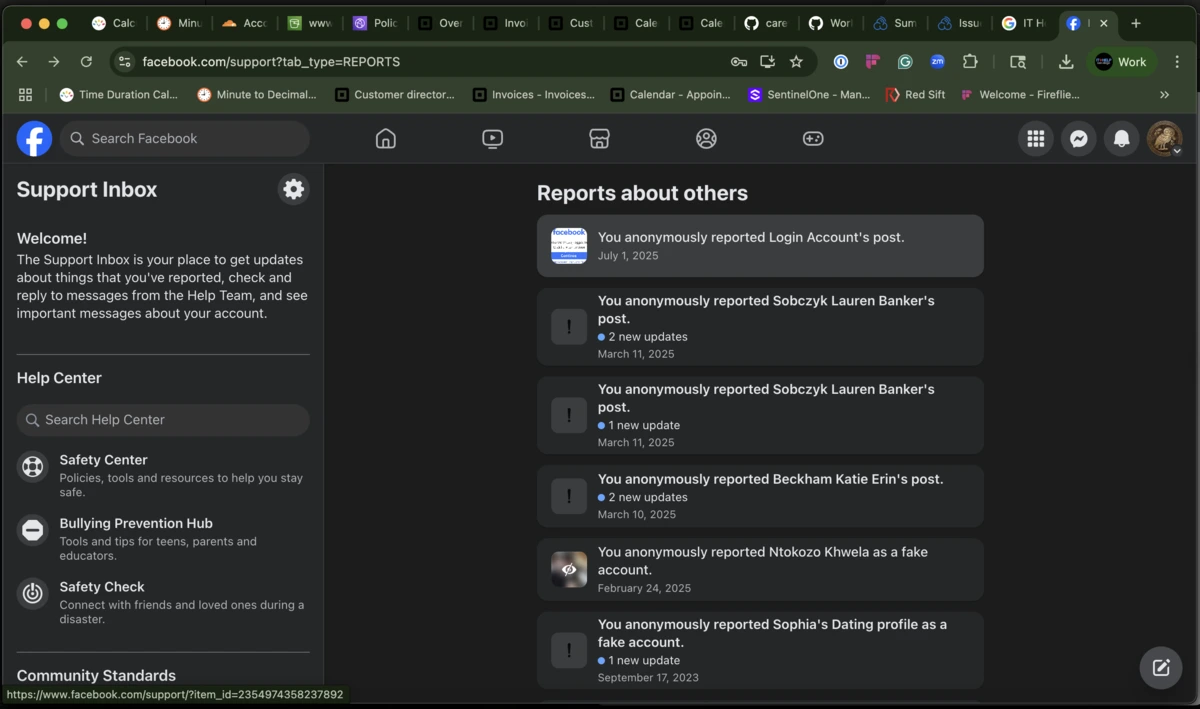 Calc
Minu
Acco
www
Polic
Over
Invoi
Cust
Cale
Cale
care
Worl
Sum
Issu
IT H
facebook.com/support?tab_type=REPORTS
zm
Work
Time Duration Cal...
Minute to Decimal...
Customer director...
Invoices - Invoices...
Calendar - Appoin...
SentinelOne - Man...
Red Sift
Welcome - Fireflie...
Search Facebook
Support Inbox
Welcome!
The Support Inbox is your place to get updates
about things that you've reported, check and
reply to messages from the Help Team, and see
important messages about your account.
Help Center
Search Help Center
Safety Center
Policies, tools and resources to help you stay
safe.
Bullying Prevention Hub
Tools and tips for teens, parents and
educators.
Safety Check
Connect with friends and loved ones during a
disaster.
Community Standards
https://www.facebook.com/support/?item_id=2354974358237892
Reports about others
facebook
Continue
You anonymously reported Login Account's post.
July 1, 2025
You anonymously reported Sobczyk Lauren Banker's
post.
2 new updates
March 11, 2025
You anonymously reported Sobczyk Lauren Banker's
post.
1 new update
March 11, 2025
You anonymously reported Beckham Katie Erin's post.
2 new updates
March 10, 2025
You anonymously reported Ntokozo Khwela as a fake
account.
February 24, 2025
You anonymously reported Sophia's Dating profile as a
fake account.
1 new update
September 17, 2023